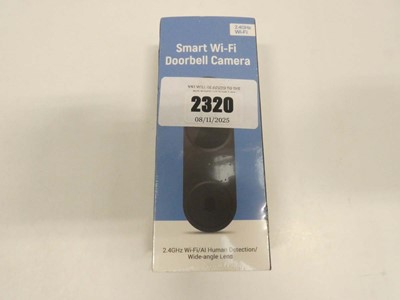 2.4GHz
Wi-Fi
Smart Wi-Fi
Doorbell Camera
2320
08/11/2025
2.4GHz Wi-Fi/AI Human Detection/
Wide-angle Lens